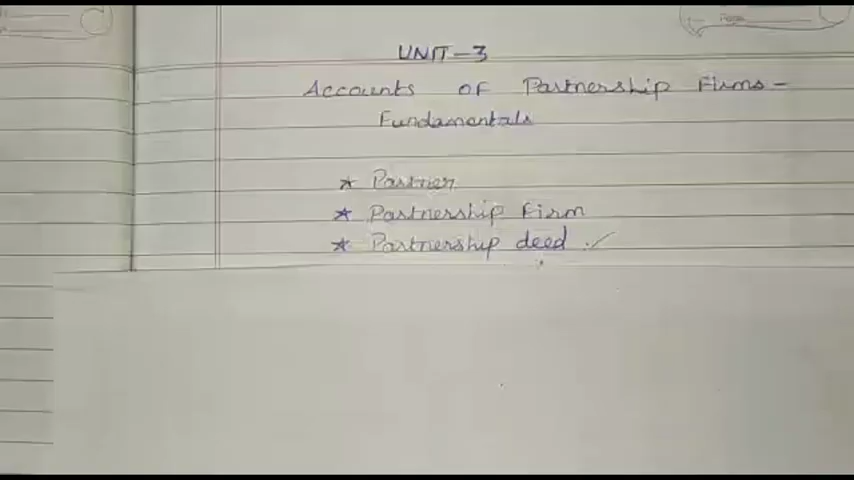 UNIT-3
Accounts of Partnership Firms-
Fundamentals
* Partner
* Partnership Firm
* Partnership deed ✓